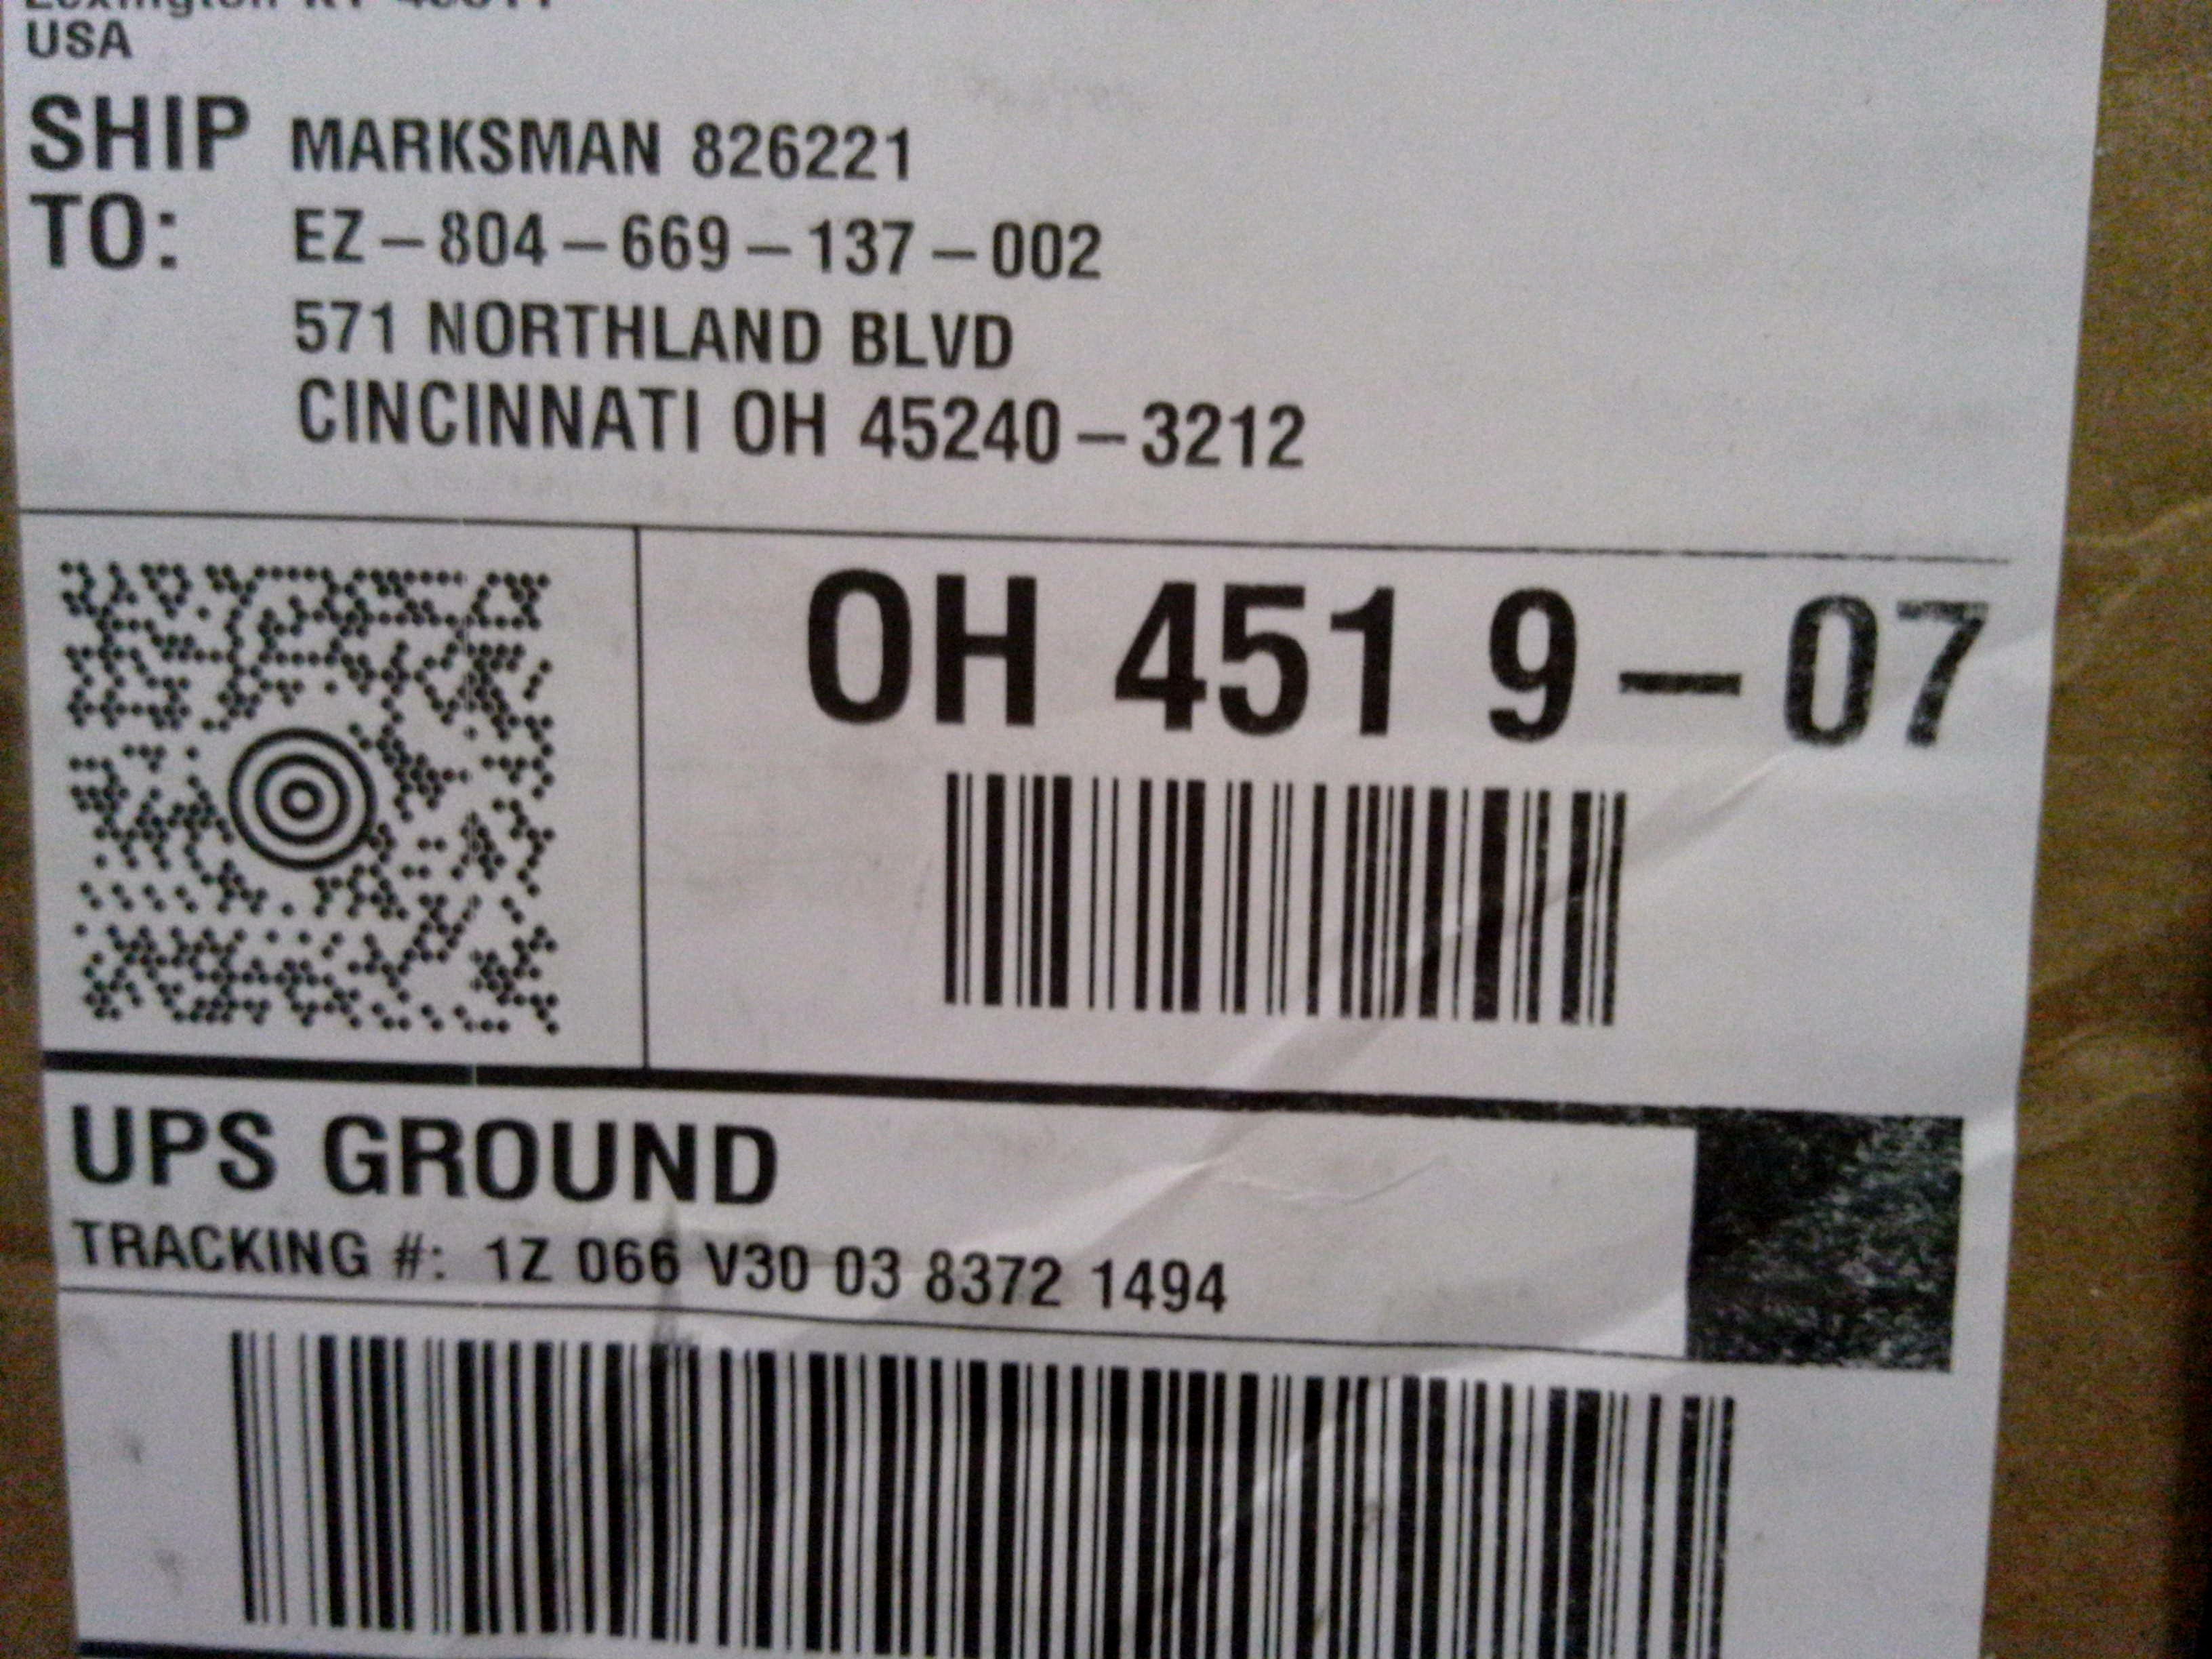 USA
SHIP TO: MARKSMAN 826221
EZ-804-669-137-002
571 NORTHLAND BLVD
CINCINNATI OH 45240-3212
OH 451 9-07
UPS GROUND
TRACKING #: 1Z 066 V30 03 8372 1494